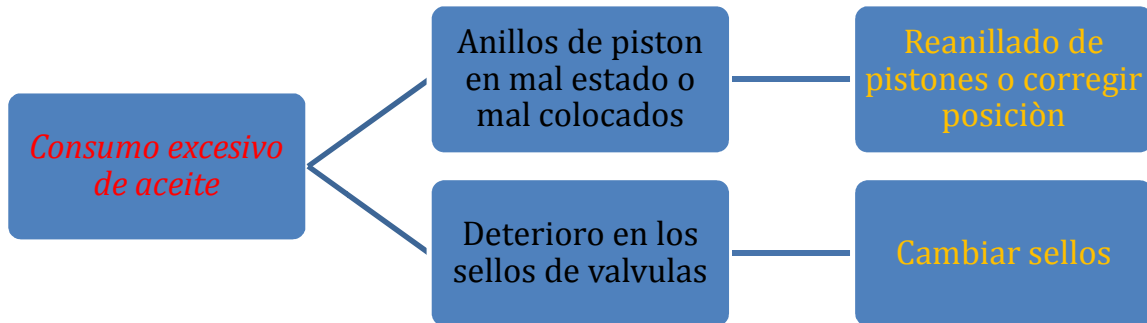 Consumo excesivo
de aceite
Anillos de piston
en mal estado o
mal colocados
Reanillado de
pistones o corregir
posiciòn
Deterioro en los
sellos de valvulas
Cambiar sellos